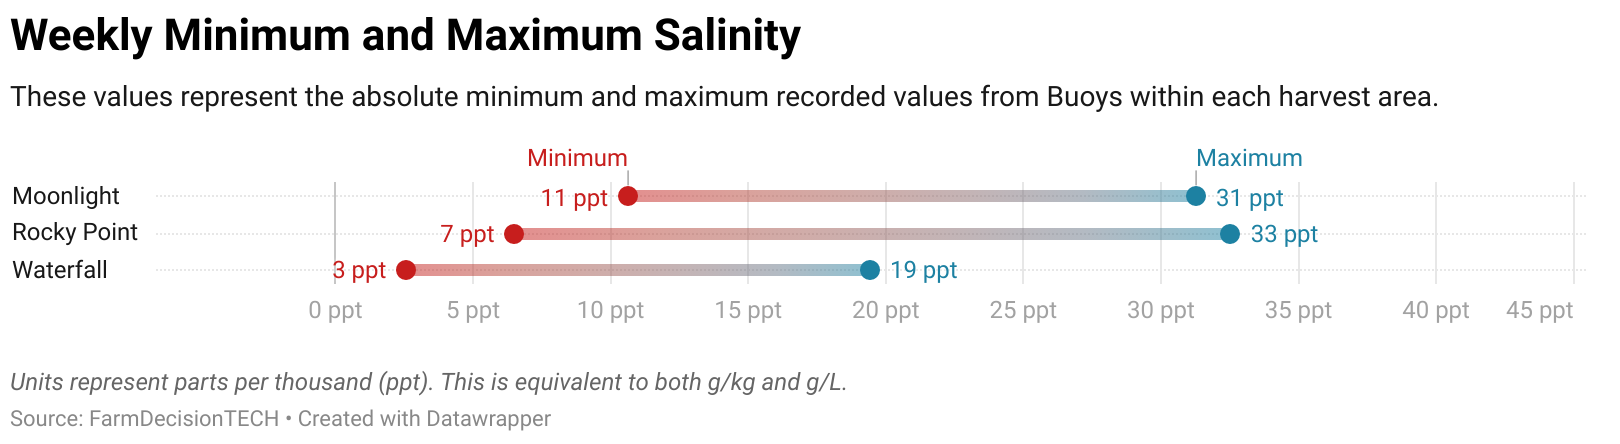 Weekly Minimum and Maximum Salinity
These values represent the absolute minimum and maximum recorded values from Buoys within each harvest area.
Minimum Maximum
Moonlight 11 ppt 31 ppt
Rocky Point 7 ppt 33 ppt
Waterfall 3 ppt 19 ppt
0 ppt 5 ppt 10 ppt 15 ppt 20 ppt 25 ppt 30 ppt 35 ppt 40 ppt 45 ppt
Units represent parts per thousand (ppt). This is equivalent to both g/kg and g/L.
Source: FarmDecisionTECH • Created with Datawrapper